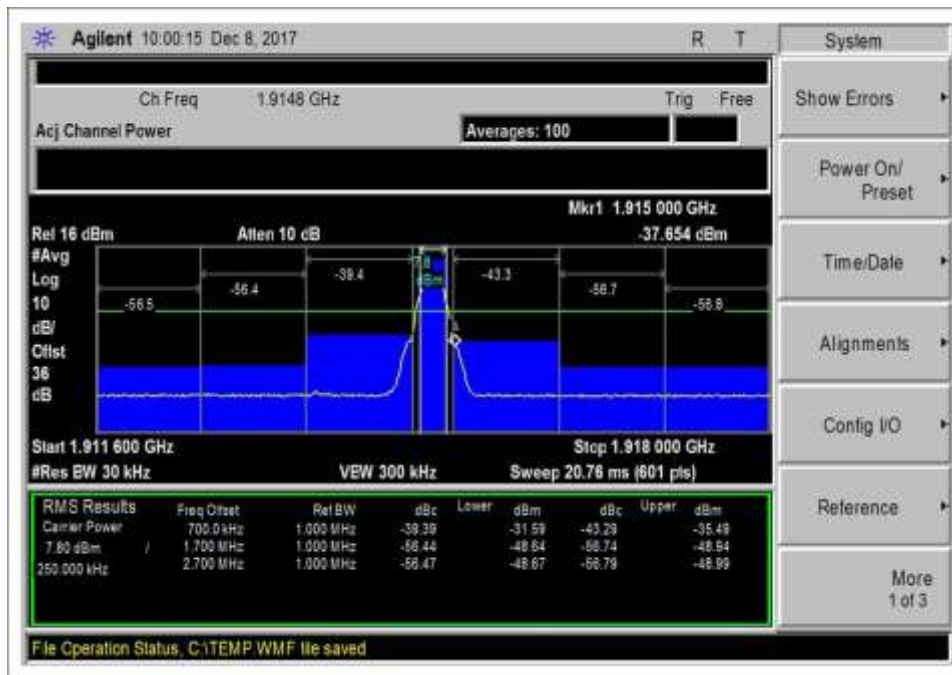 Agilent 10:00:15 Dec 8, 2017 R T
System
Ch Freq 1.9148 GHz Trig Free
Acj Channel Power Averages: 100
Show Errors
Power On/
Preset
Mkr1 1.915 000 GHz
Rel 16 dBm Atten 10 dB -37.654 dBm
#Avg
Log
10
dB/
Offst
36
dB
-56.5
-56.4
-39.4
dBm
-43.3
-56.7
-56.8
Time/Date
Alignments
Config I/O
Start 1.911 600 GHz Stop 1.918 000 GHz
#Res BW 30 kHz VBW 300 kHz Sweep 20.76 ms (601 pts)
RMS Results Freq Offset Ref BW dBc Lower dBm dBc Upper dBm
Carrier Power 700.0 kHz 1.000 MHz -39.39 -31.59 -43.29 -35.49
7.80 dBm / 1.700 MHz 1.000 MHz -56.44 -48.64 -56.74 -48.94
250.000 kHz 2.700 MHz 1.000 MHz -56.47 -48.67 -56.79 -48.99
Reference
More
1 of 3
File Operation Status, C:\TEMP.WMF file saved